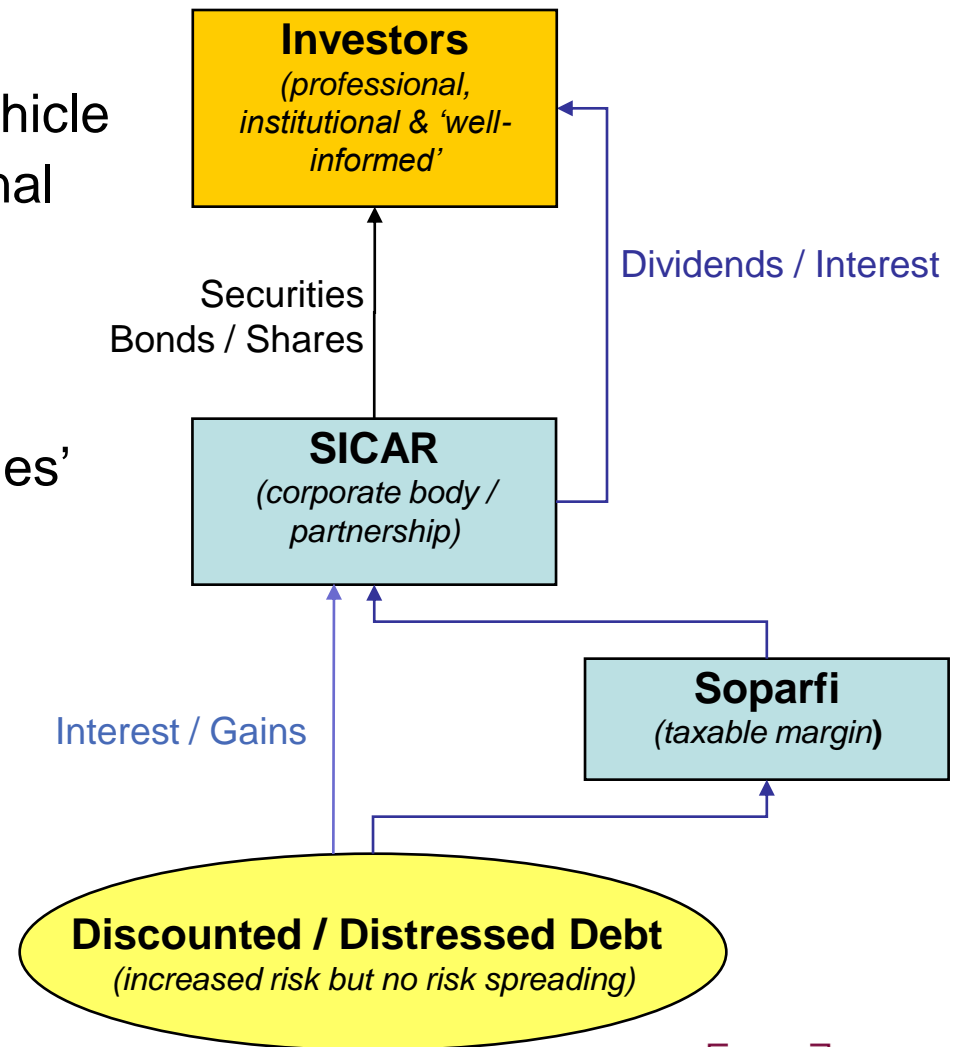 Investors
(professional,
institutional & ‘well-
informed’
hicle
nal
Dividends / Interest
Securities
Bonds / Shares
es’
SICAR
(corporate body /
partnership)
Soparfi
(taxable margin)
Interest / Gains
Discounted / Distressed Debt
(increased risk but no risk spreading)